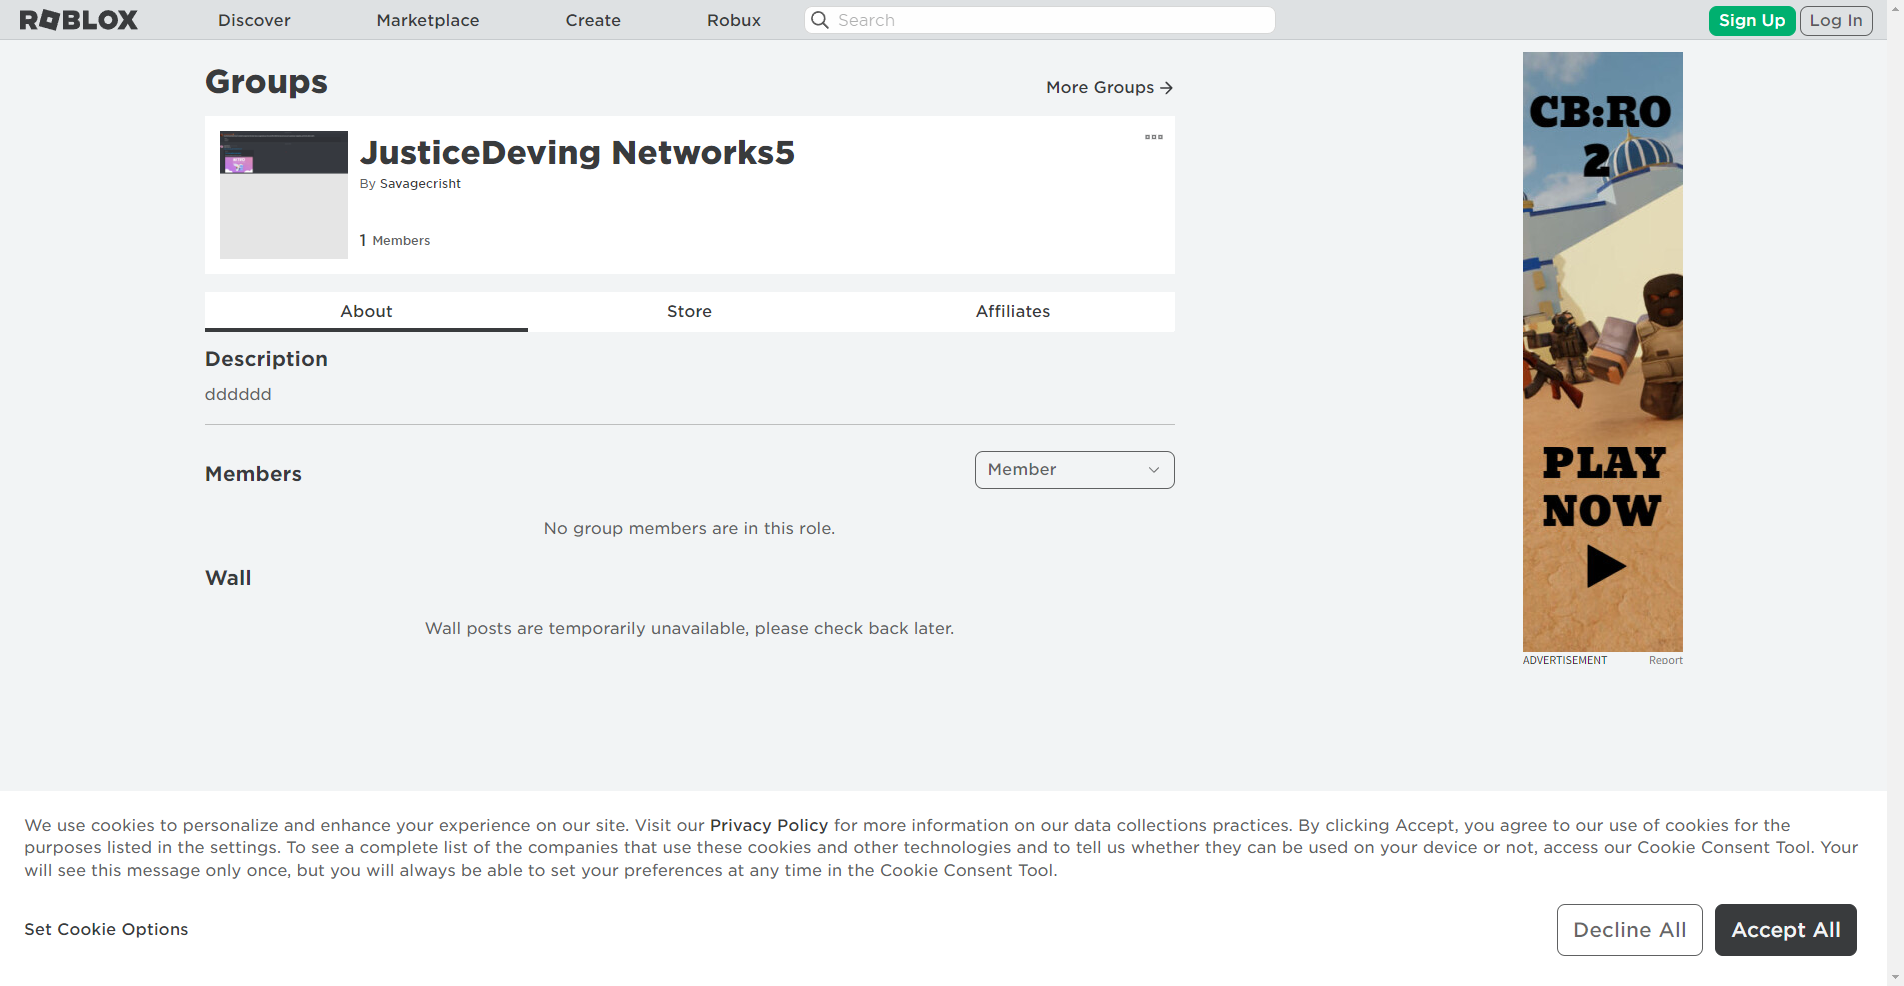 ROBLOX
Discover
Marketplace
Create
Robux
Search
Sign Up
Log In
Groups
More Groups →
JusticeDeving Networks5
By Savagecrisht
1 Members
About
Store
Affiliates
Description
dddddd
Members
Member
No group members are in this role.
Wall
Wall posts are temporarily unavailable, please check back later.
CB:RO
2
PLAY
NOW
ADVERTISEMENT
Report
We use cookies to personalize and enhance your experience on our site. Visit our Privacy Policy for more information on our data collections practices. By clicking Accept, you agree to our use of cookies for the
purposes listed in the settings. To see a complete list of the companies that use these cookies and other technologies and to tell us whether they can be used on your device or not, access our Cookie Consent Tool. Your
will see this message only once, but you will always be able to set your preferences at any time in the Cookie Consent Tool.
Set Cookie Options
Decline All
Accept All